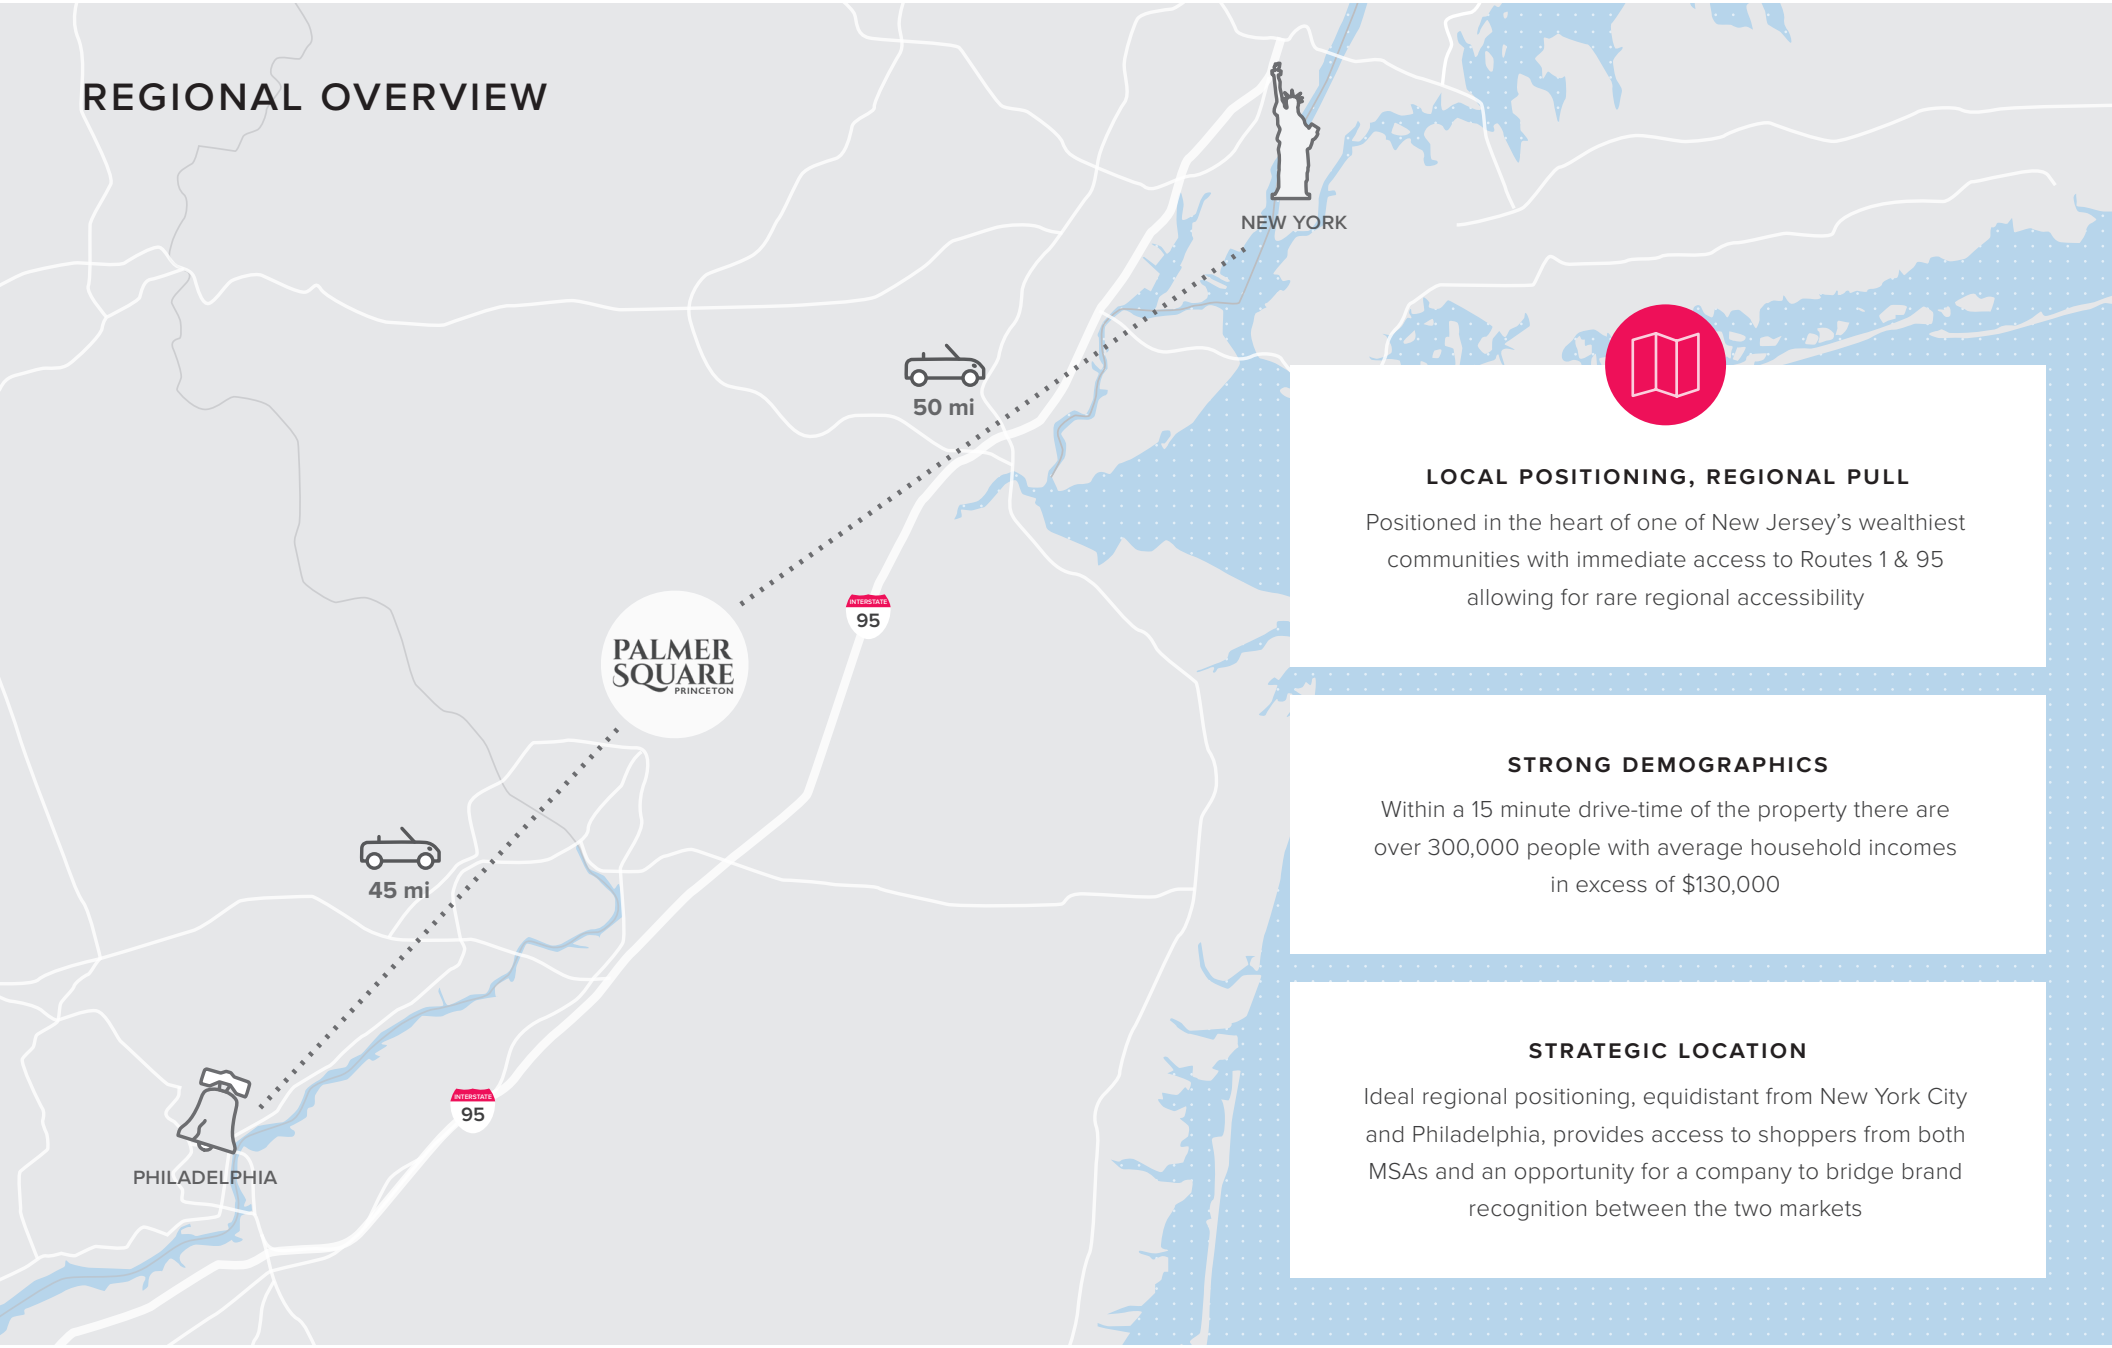 REGIONAL OVERVIEW
NEW YORK
50 mi
INTERSTATE
95
PALMER
SQUARE
PRINCETON
45 mi
INTERSTATE
95
PHILADELPHIA
LOCAL POSITIONING, REGIONAL PULL
Positioned in the heart of one of New Jersey’s wealthiest
communities with immediate access to Routes 1 & 95
allowing for rare regional accessibility
STRONG DEMOGRAPHICS
Within a 15 minute drive-time of the property there are
over 300,000 people with average household incomes
in excess of $130,000
STRATEGIC LOCATION
Ideal regional positioning, equidistant from New York City
and Philadelphia, provides access to shoppers from both
MSAs and an opportunity for a company to bridge brand
recognition between the two markets